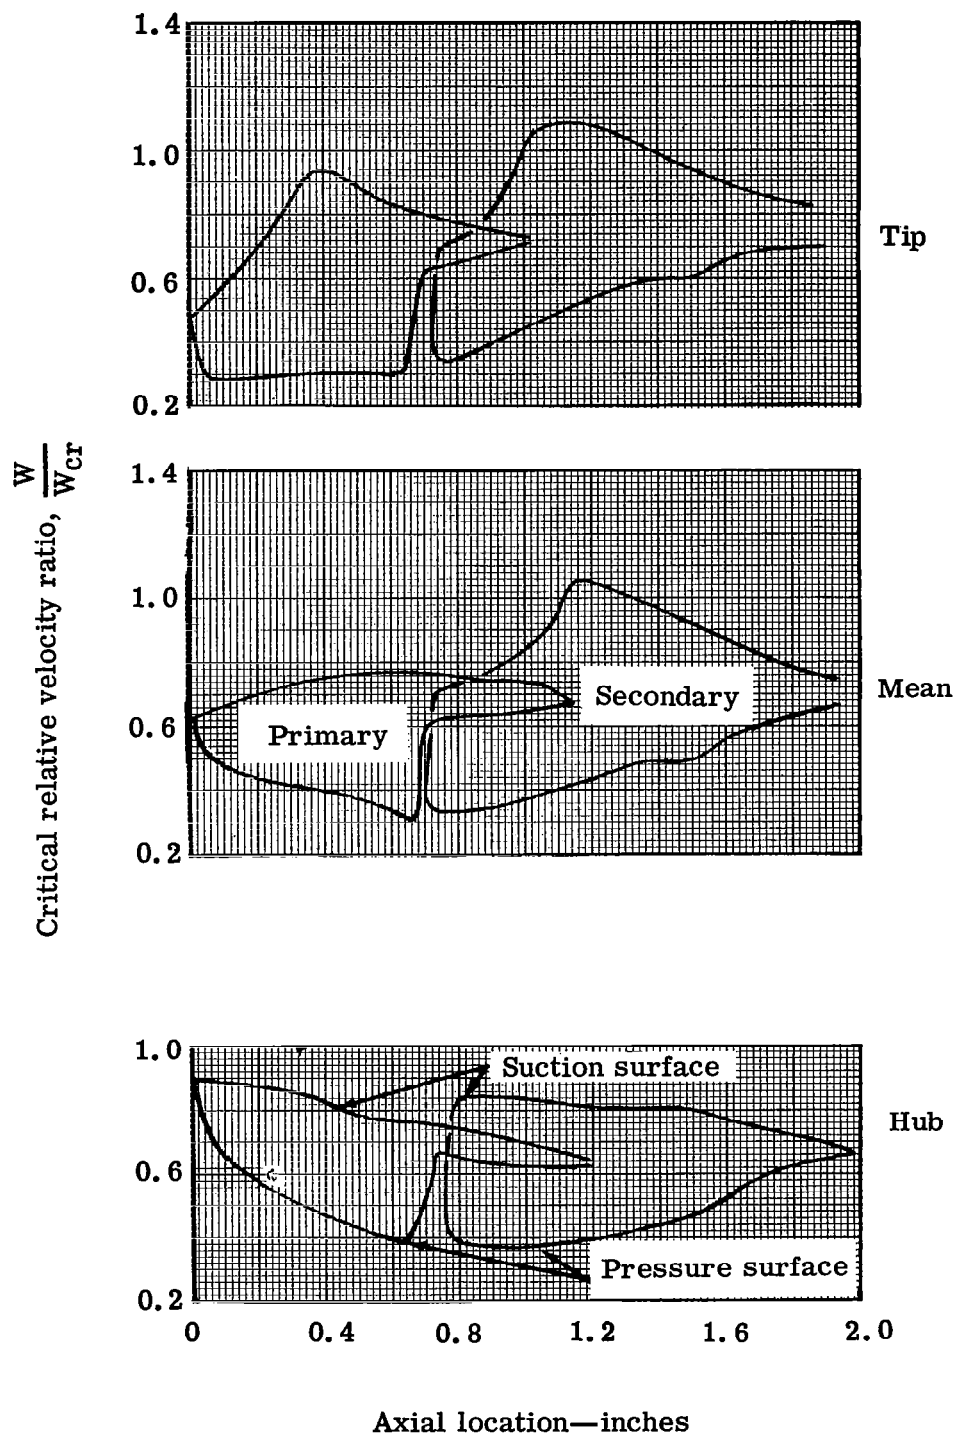 1.4
1.0
0.6
0.2
Tip
Critical relative velocity ratio, W/Wcr
1.4
1.0
0.6
0.2
Mean
Primary
Secondary
1.0
0.6
0.2
Hub
Suction surface
Pressure surface
0 0.4 0.8 1.2 1.6 2.0
Axial location—inches